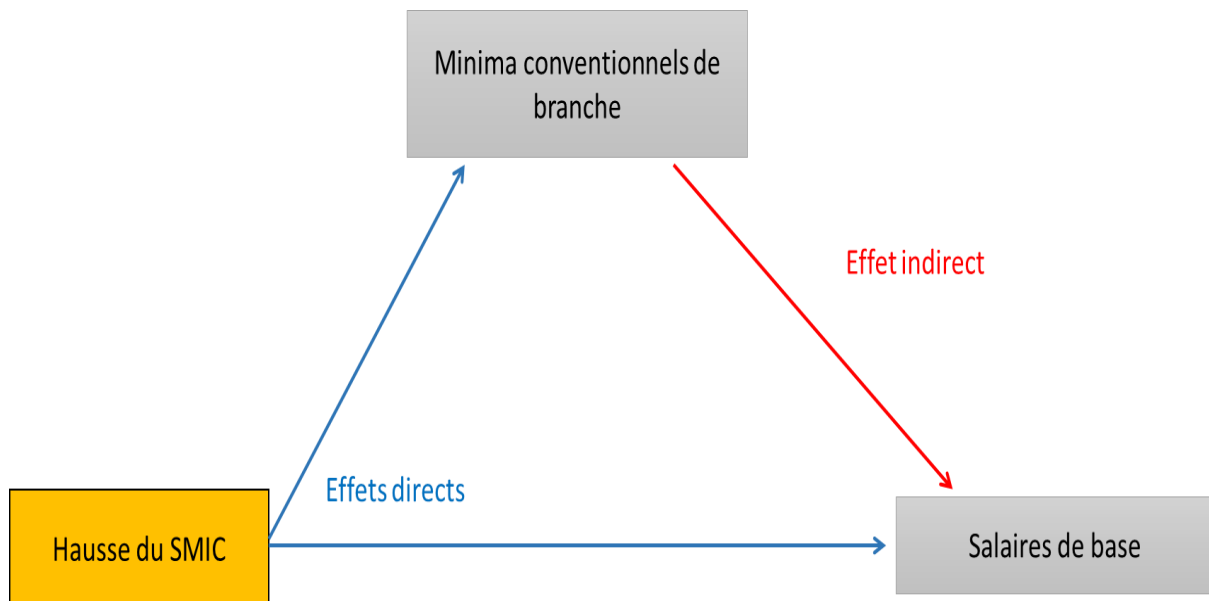 Minima conventionnels de
branche
Effet indirect
Effets directs
Hausse du SMIC
Salaires de base